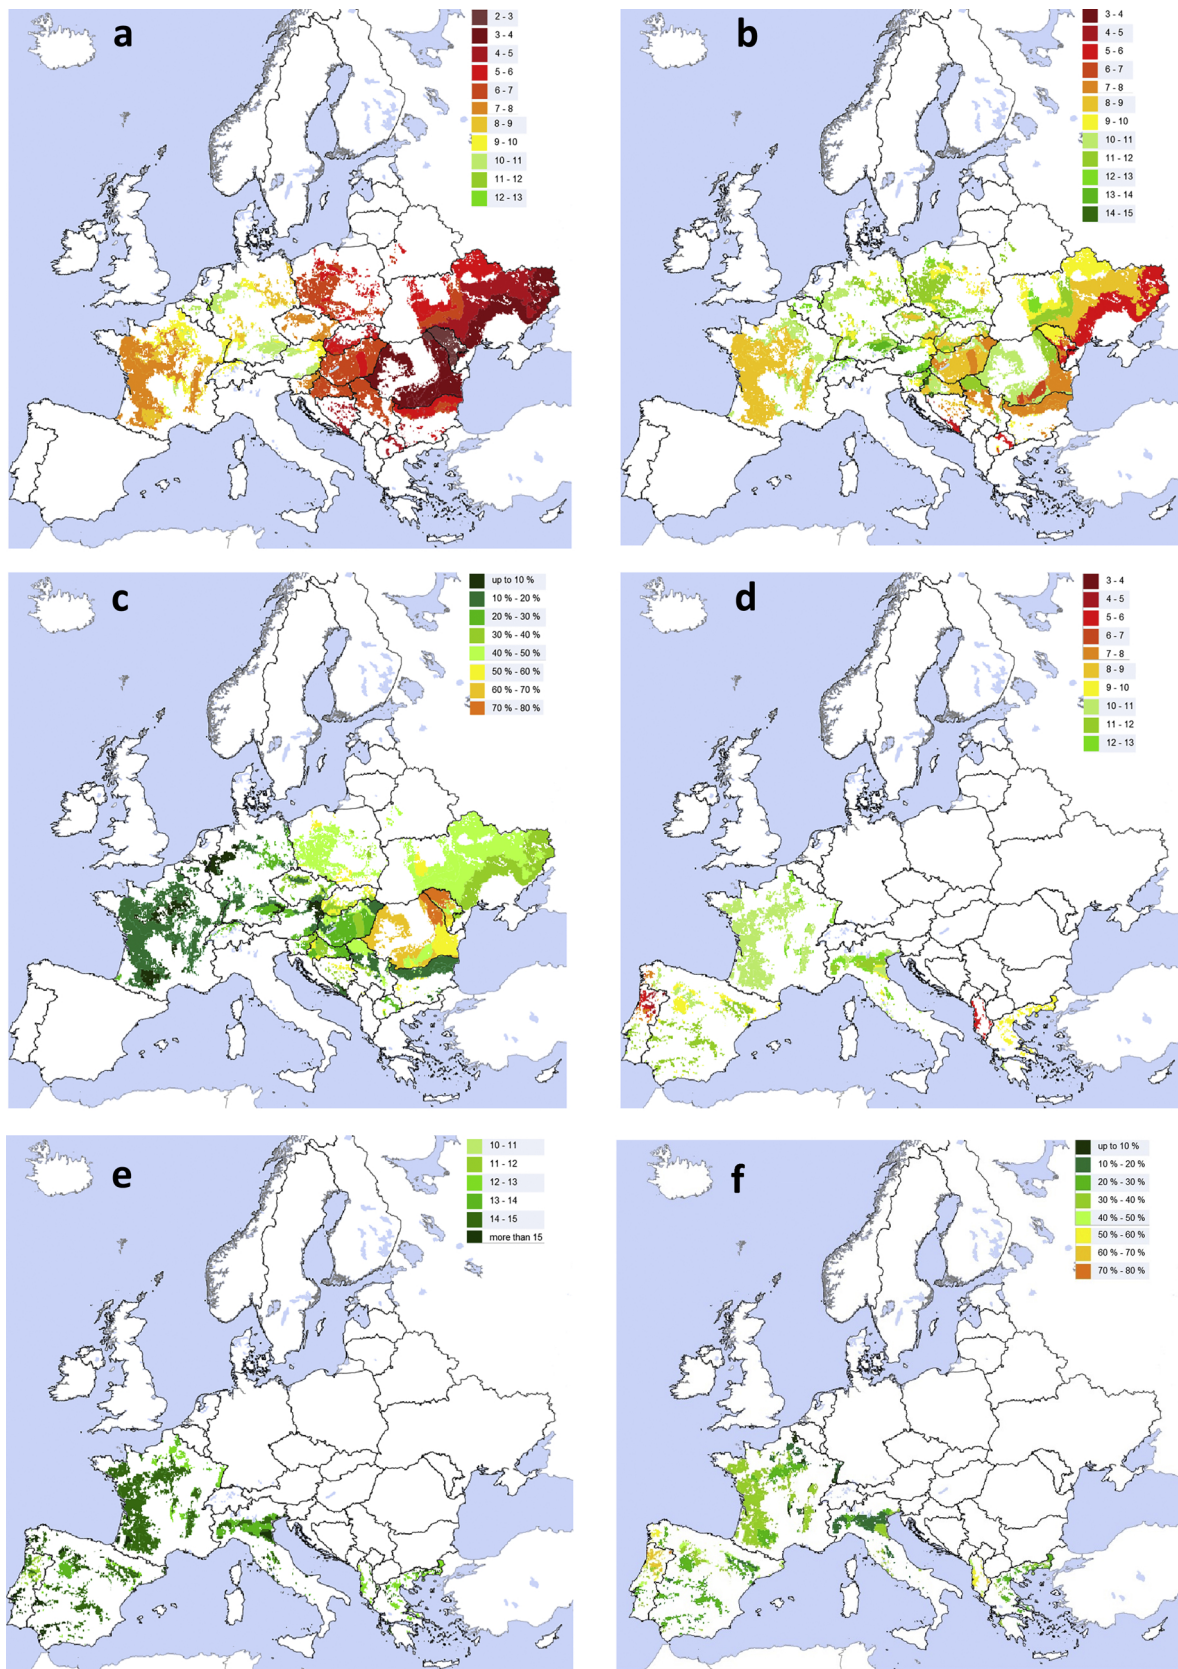 a
2 - 3
3 - 4
4 - 5
5 - 6
6 - 7
7 - 8
8 - 9
9 - 10
10 - 11
11 - 12
12 - 13
b
3 - 4
4 - 5
5 - 6
6 - 7
7 - 8
8 - 9
9 - 10
10 - 11
11 - 12
12 - 13
13 - 14
14 - 15
c
up to 10 %
10 % - 20 %
20 % - 30 %
30 % - 40 %
40 % - 50 %
50 % - 60 %
60 % - 70 %
70 % - 80 %
d
3 - 4
4 - 5
5 - 6
6 - 7
7 - 8
8 - 9
9 - 10
10 - 11
11 - 12
12 - 13
e
10 - 11
11 - 12
12 - 13
13 - 14
14 - 15
more than 15
f
up to 10 %
10 % - 20 %
20 % - 30 %
30 % - 40 %
40 % - 50 %
50 % - 60 %
60 % - 70 %
70 % - 80 %